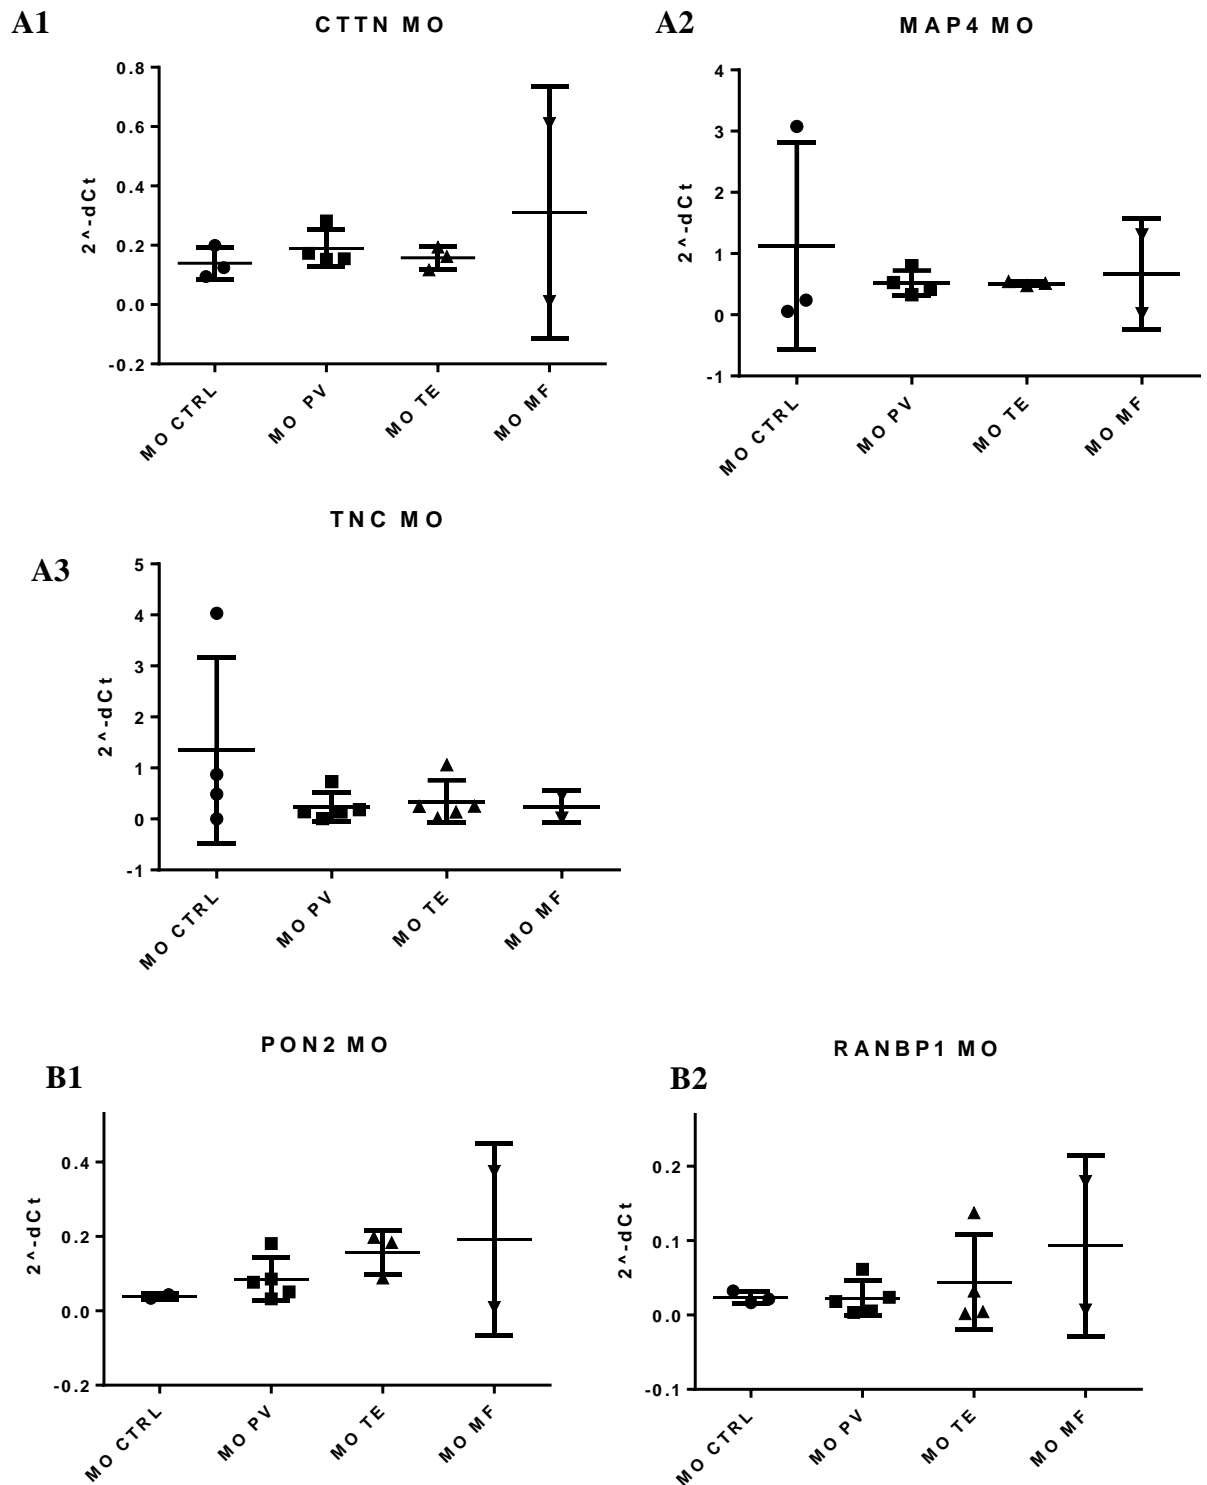 A1
CTTN MO
2^-dCt
0.8
0.6
0.4
0.2
0.0
-0.2
MO CTRL
MO PV
MO TE
MO MF
A2
MAP4 MO
2^-dCt
4
3
2
1
0
-1
MO CTRL
MO PV
MO TE
MO MF
A3
TNC MO
2^-dCt
5
4
3
2
1
0
-1
MO CTRL
MO PV
MO TE
MO MF
B1
PON2 MO
2^-dCt
0.4
0.2
0.0
-0.2
MO CTRL
MO PV
MO TE
MO MF
B2
RANBP1 MO
2^-dCt
0.2
0.1
0.0
-0.1
MO CTRL
MO PV
MO TE
MO MF